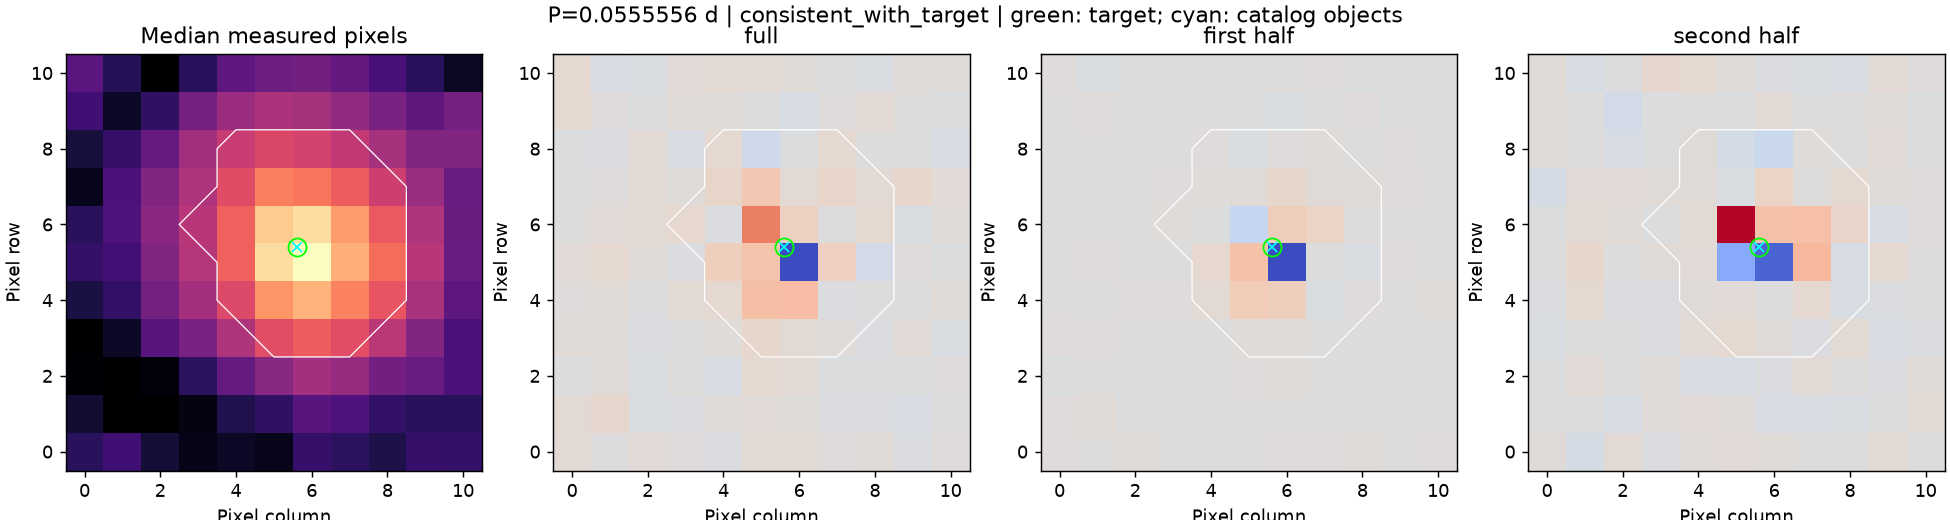 P=0.0555556 d | consistent_with_target | green: target; cyan: catalog objects
Median measured pixels
full
first half
second half
Pixel row
10
8
6
4
2
0
0 2 4 6 8 10
Pixel column
Pixel row
10
8
6
4
2
0
0 2 4 6 8 10
Pixel column
Pixel row
10
8
6
4
2
0
0 2 4 6 8 10
Pixel column
Pixel row
10
8
6
4
2
0
0 2 4 6 8 10
Pixel column